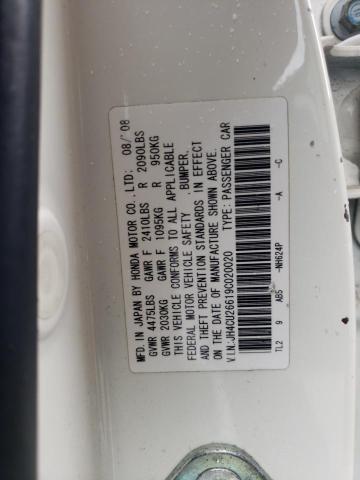 MFD. IN JAPAN BY HONDA MOTOR CO., LTD: 08/'08
GVWR 4475LBS GAWR F 2410LBS R 2090LBS
GVWR 2030KG GAWR F 1095KG R 950KG
THIS VEHICLE CONFORMS TO ALL APPLICABLE
FEDERAL MOTOR VEHICLE SAFETY, BUMPER,
AND THEFT PREVENTION STANDARDS IN EFFECT
ON THE DATE OF MANUFACTURE SHOWN ABOVE.
V.I.N.:JH4CU26619C020020 TYPE: PASSENGER CAR
TL2 9 AB5 -NH624P -A -C